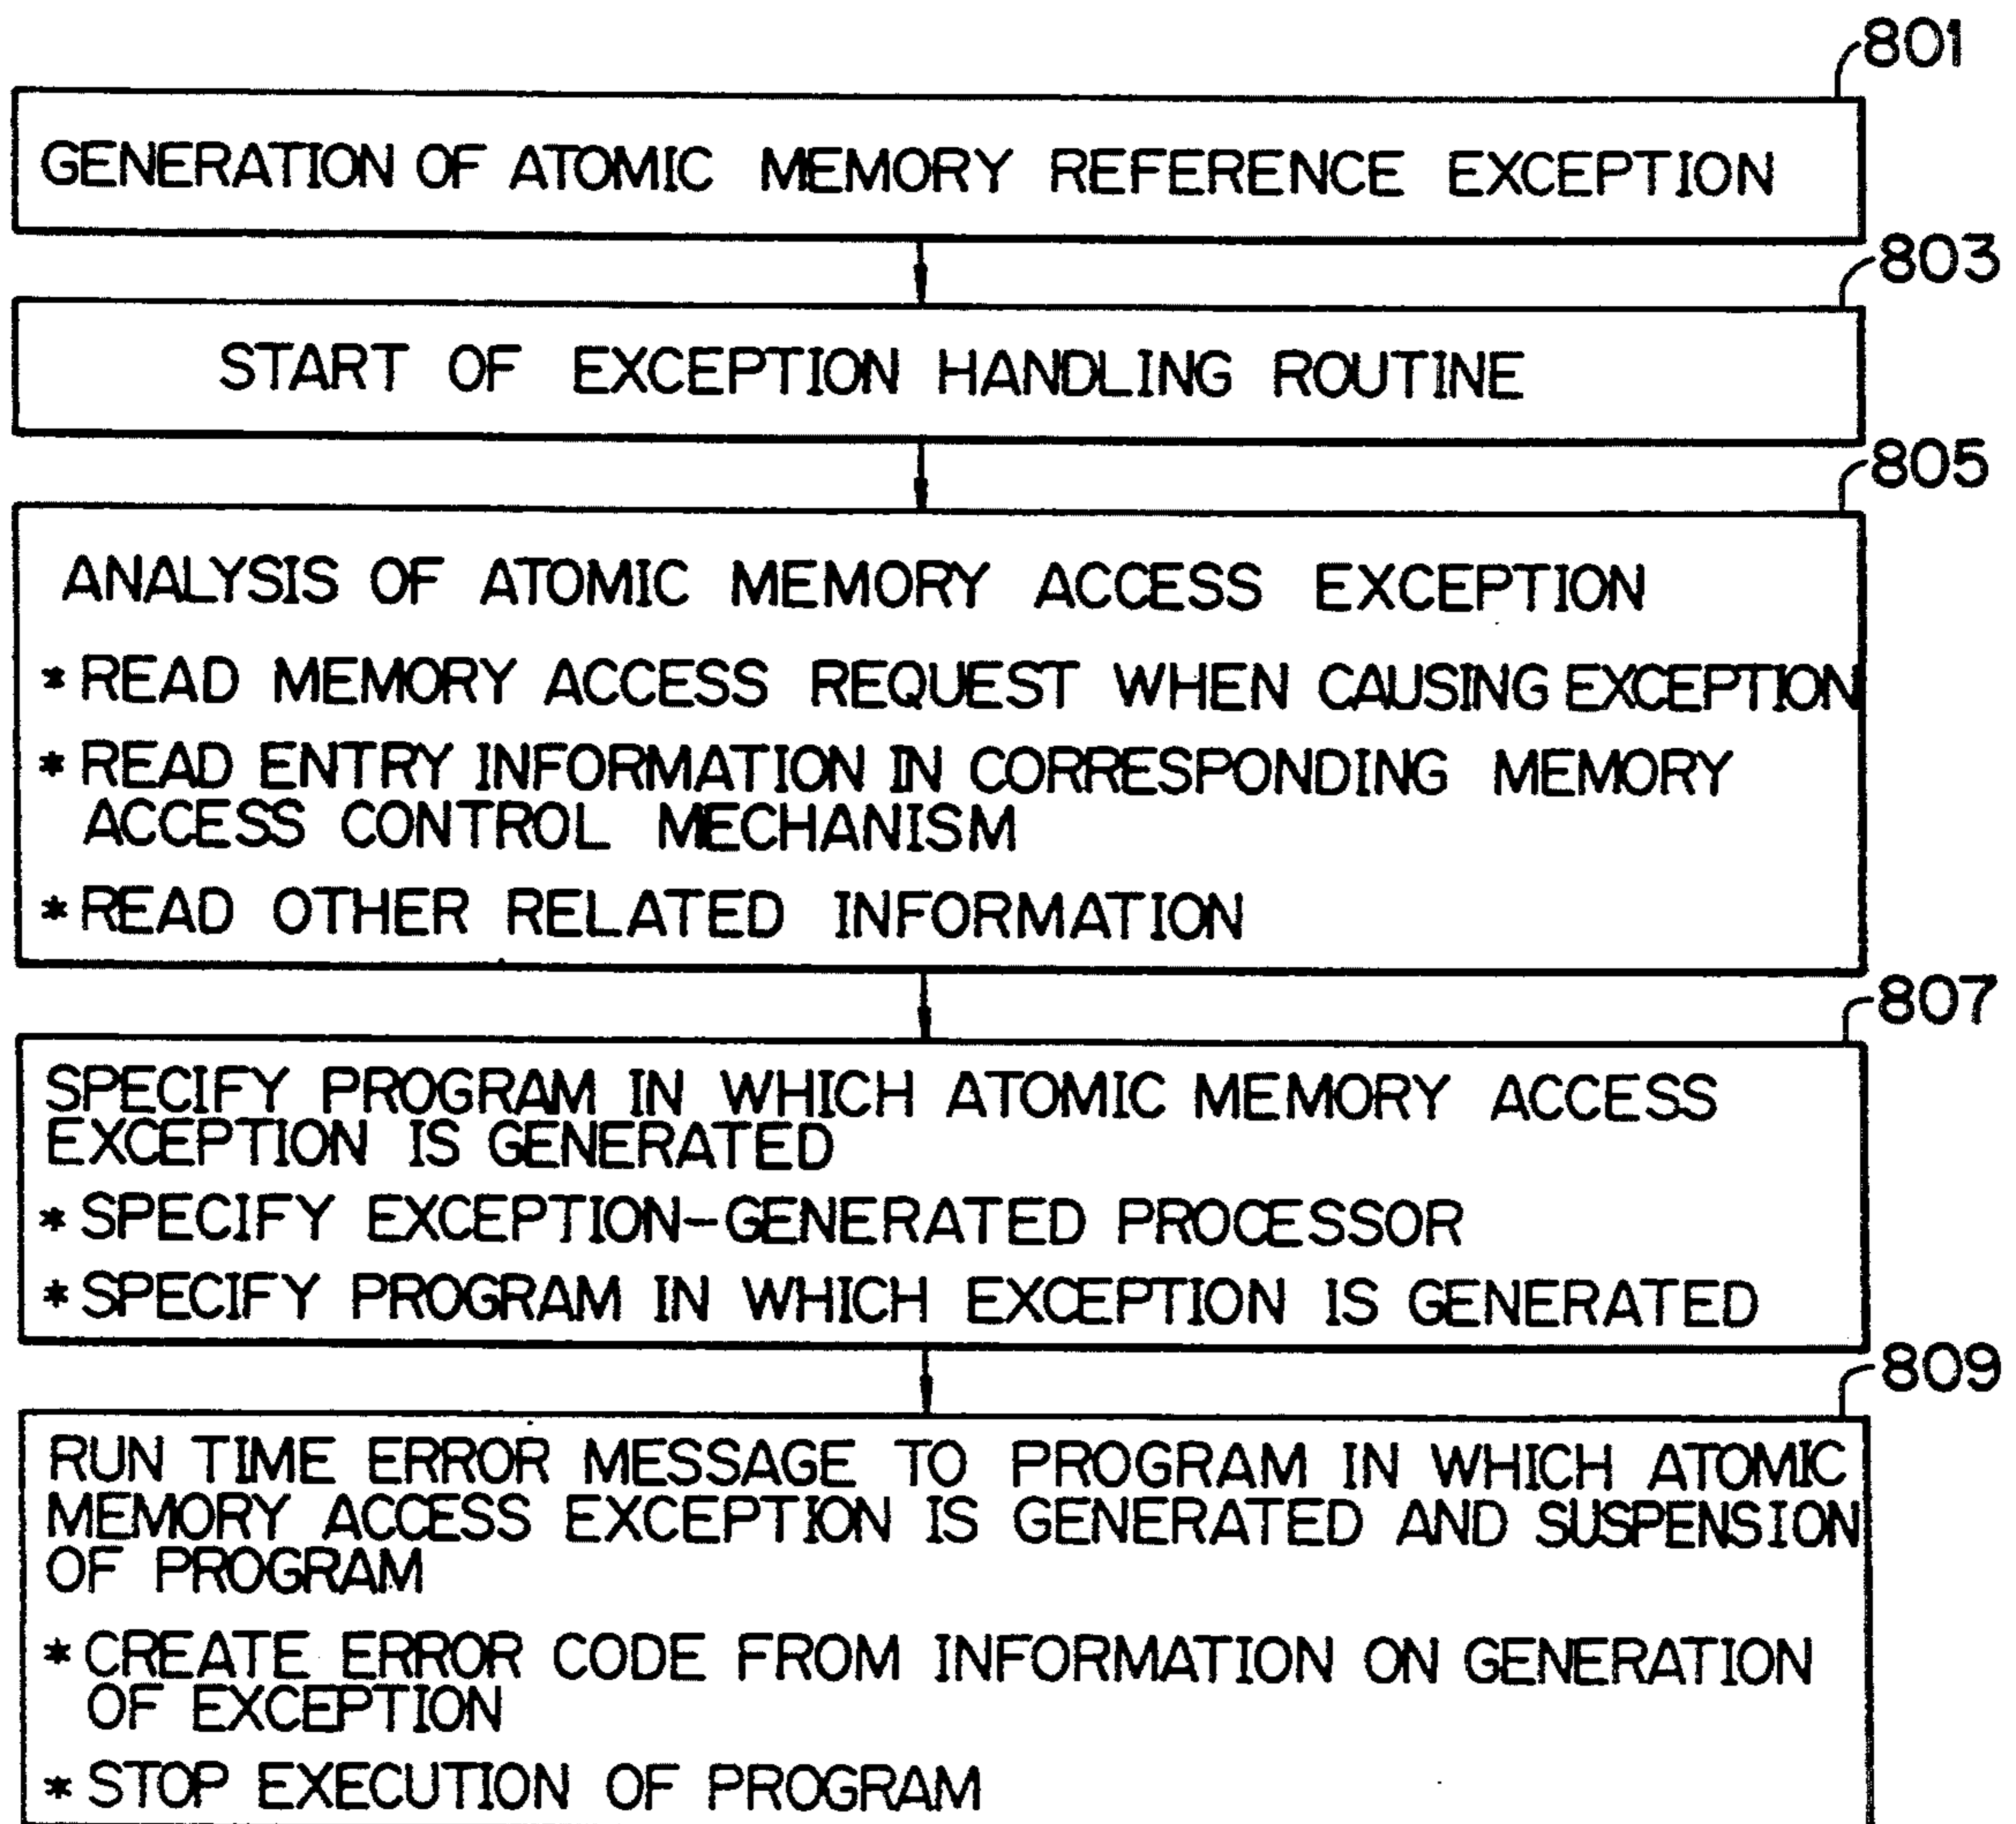 801
GENERATION OF ATOMIC MEMORY REFERENCE EXCEPTION
803
START OF EXCEPTION HANDLING ROUTINE
805
ANALYSIS OF ATOMIC MEMORY ACCESS EXCEPTION
* READ MEMORY ACCESS REQUEST WHEN CAUSING EXCEPTION
* READ ENTRY INFORMATION IN CORRESPONDING MEMORY
ACCESS CONTROL MECHANISM
* READ OTHER RELATED INFORMATION
807
SPECIFY PROGRAM IN WHICH ATOMIC MEMORY ACCESS
EXCEPTION IS GENERATED
* SPECIFY EXCEPTION-GENERATED PROCESSOR
* SPECIFY PROGRAM IN WHICH EXCEPTION IS GENERATED
809
RUN TIME ERROR MESSAGE TO PROGRAM IN WHICH ATOMIC
MEMORY ACCESS EXCEPTION IS GENERATED AND SUSPENSION
OF PROGRAM
* CREATE ERROR CODE FROM INFORMATION ON GENERATION
OF EXCEPTION
* STOP EXECUTION OF PROGRAM